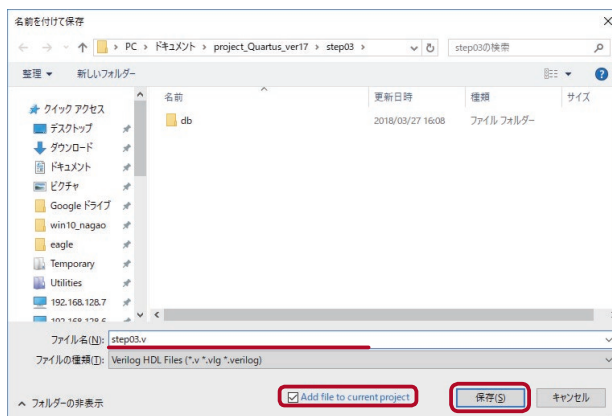 名前を付けて保存
PC › ドキュメント › project_Quartus_ver17 › step03 ›
step03の検索
整理 新しいフォルダー
名前 更新日時 種類 サイズ
クイック アクセス
db 2018/03/27 16:08 ファイル フォルダー
デスクトップ
ダウンロード
ドキュメント
ピクチャ
Google ドライブ
win10_nagao
eagle
Temporary
Utilities
192.168.128.7
192.168.128.6
ファイル名(N): step03.v
ファイルの種類(T): Verilog HDL Files (*.v *.vlg *.verilog)
フォルダーの非表示
Add file to current project
保存(S)
キャンセル